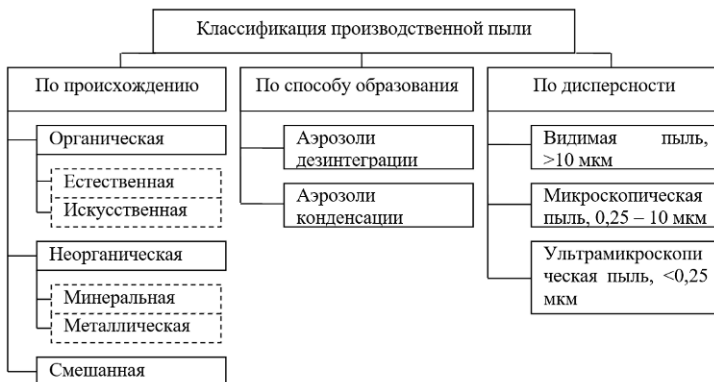 Классификация производственной пыли
По происхождению
Органическая
Естественная
Искусственная
Неорганическая
Минеральная
Металлическая
Смешанная
По способу образования
Аэрозоли
дезинтеграции
Аэрозоли
конденсации
По дисперсности
Видимая пыль,
>10 мкм
Микроскопическая
пыль, 0,25 – 10 мкм
Ультрамикроскопи
ческая пыль, <0,25
мкм